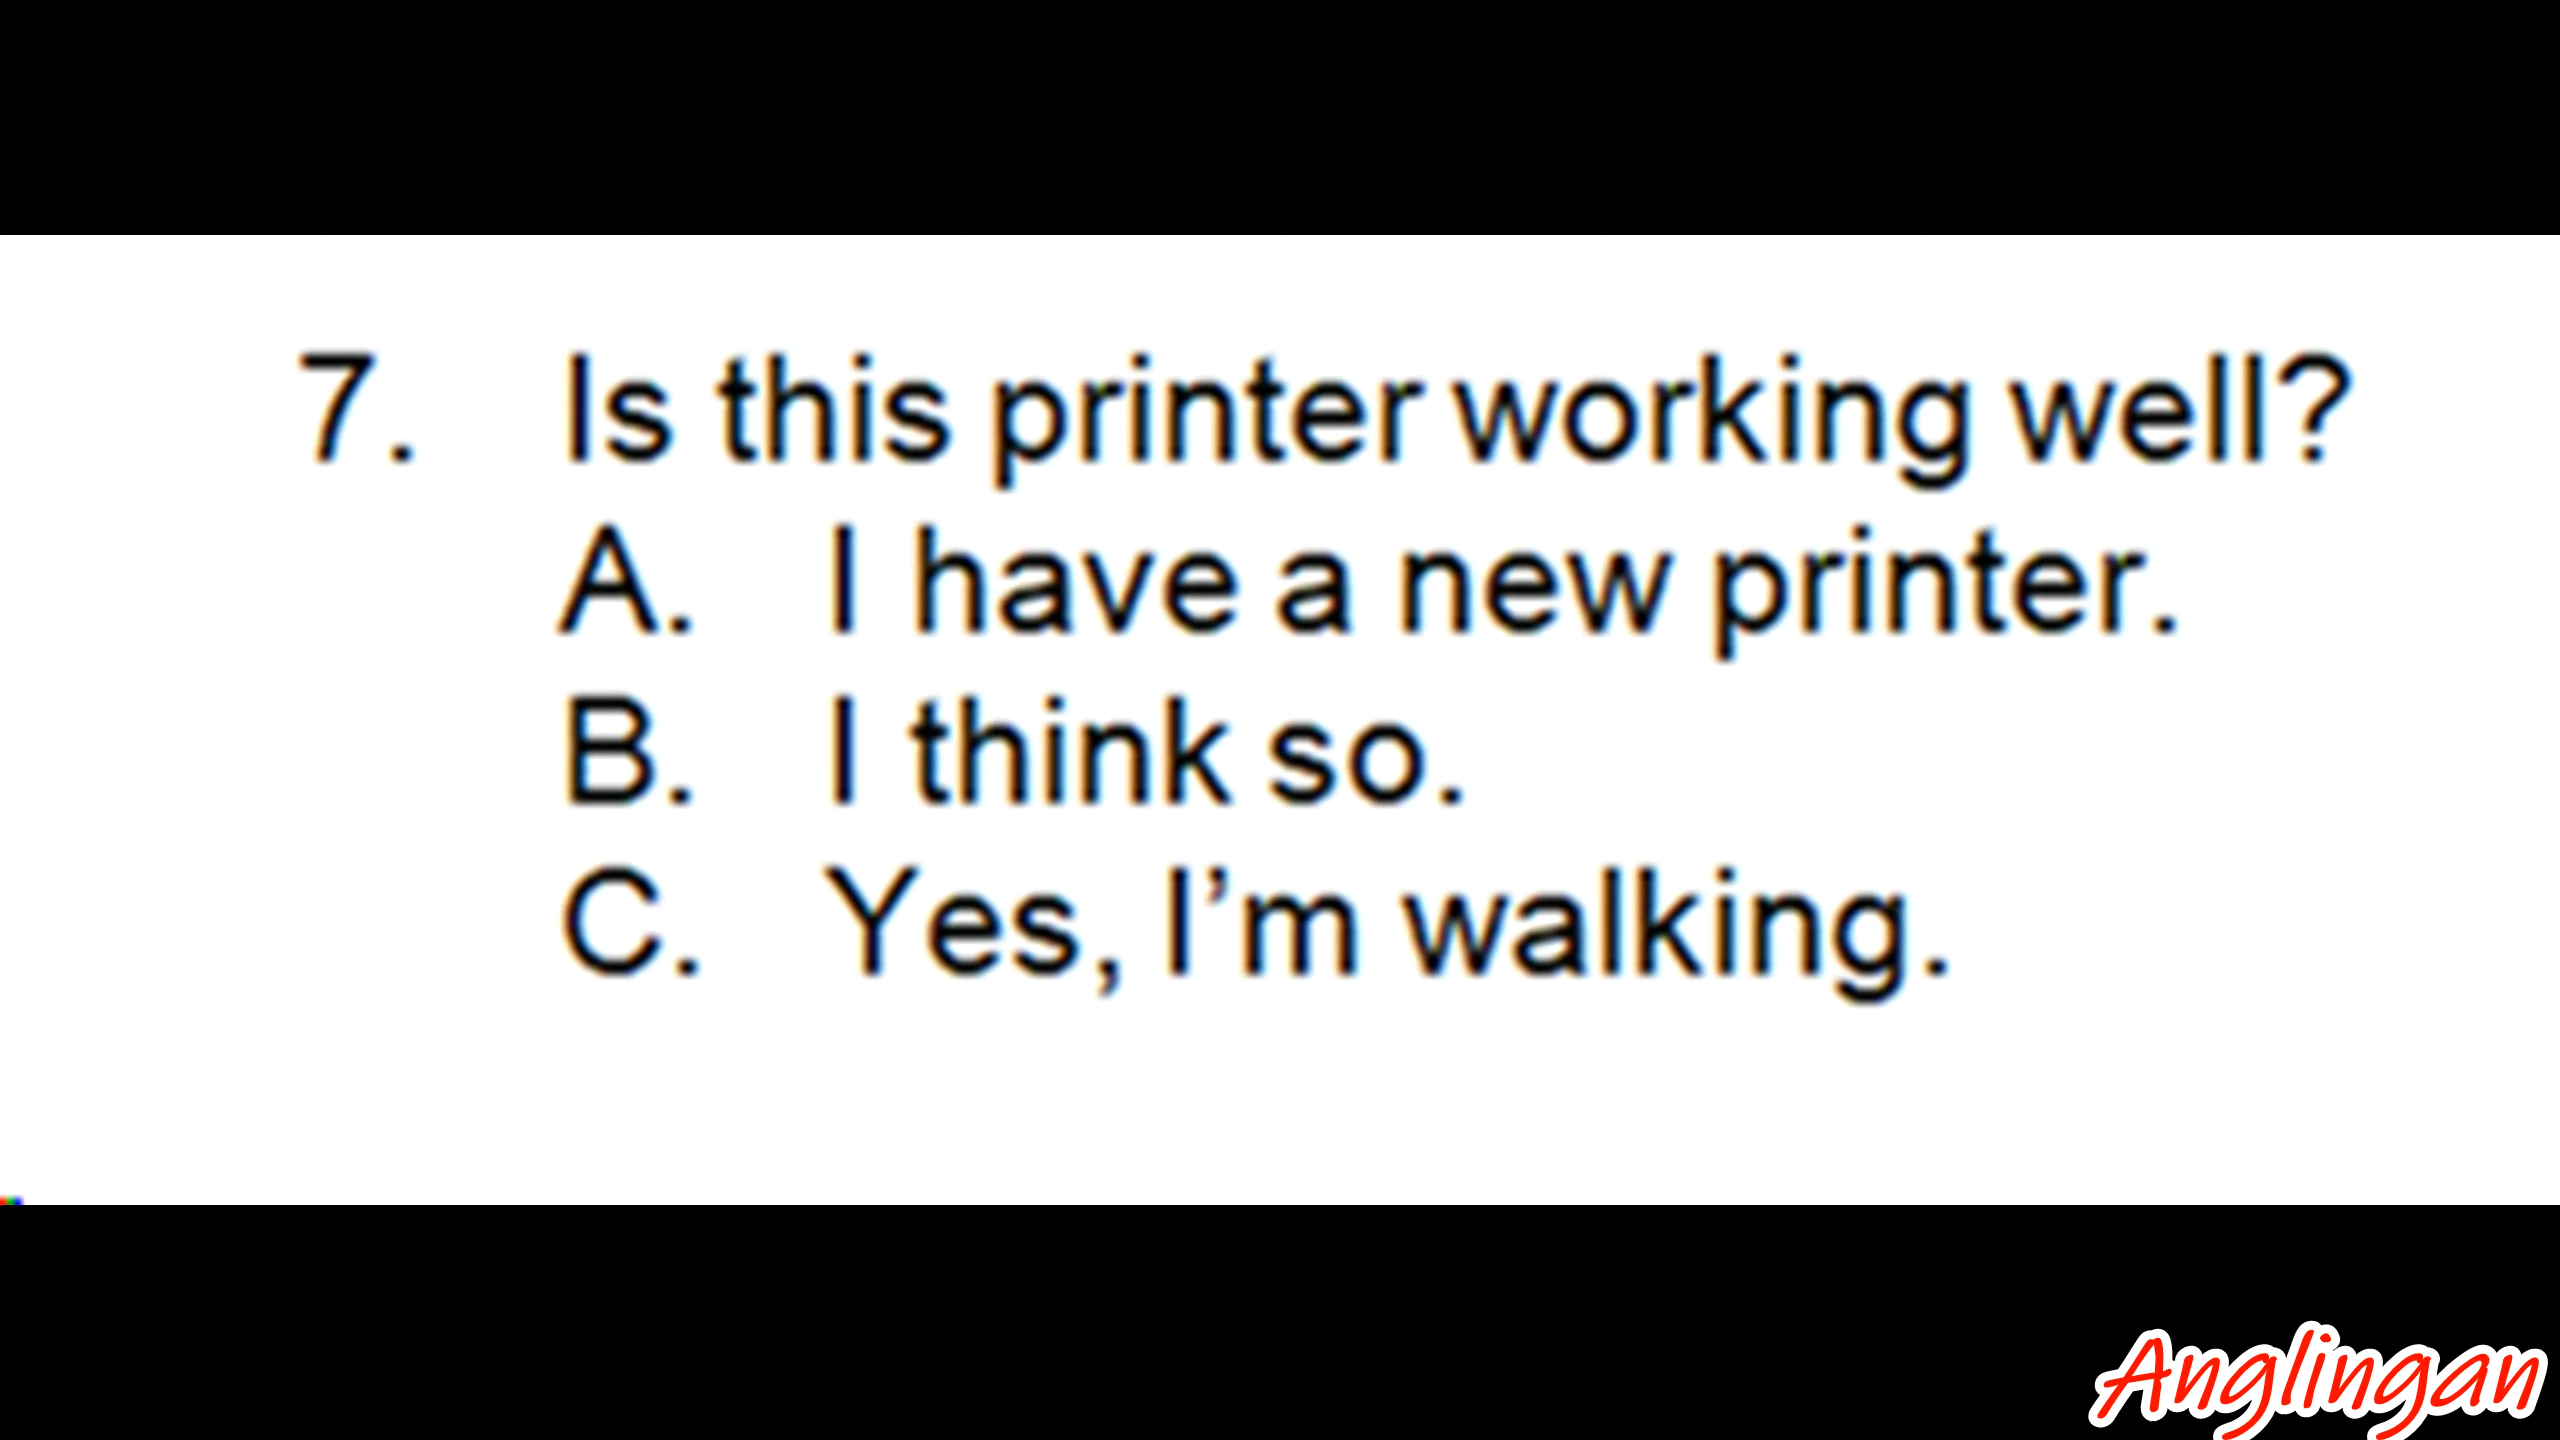 7. Is this printer working well?
A. I have a new printer.
B. I think so.
C. Yes, I’m walking.
Anglingan